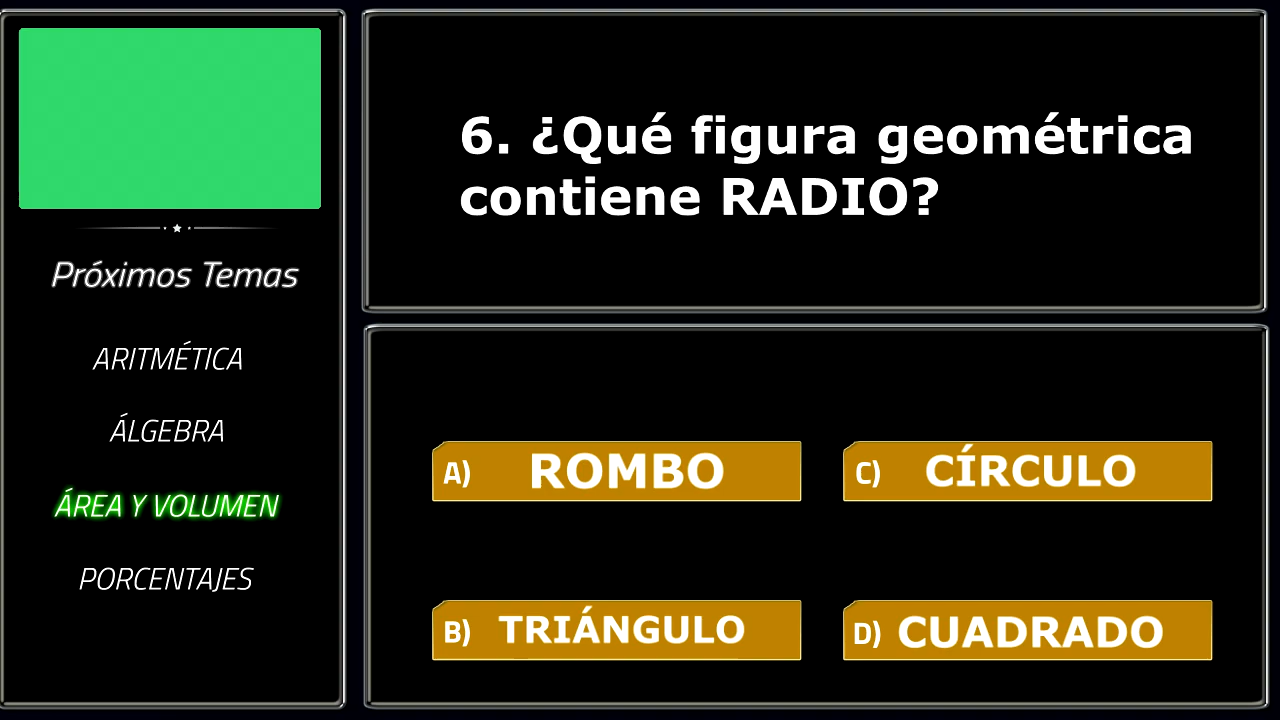 Próximos Temas
ARITMÉTICA
ÁLGEBRA
ÁREA Y VOLUMEN
PORCENTAJES
6. ¿Qué figura geométrica
contiene RADIO?
A) ROMBO
C) CÍRCULO
B) TRIÁNGULO
D) CUADRADO